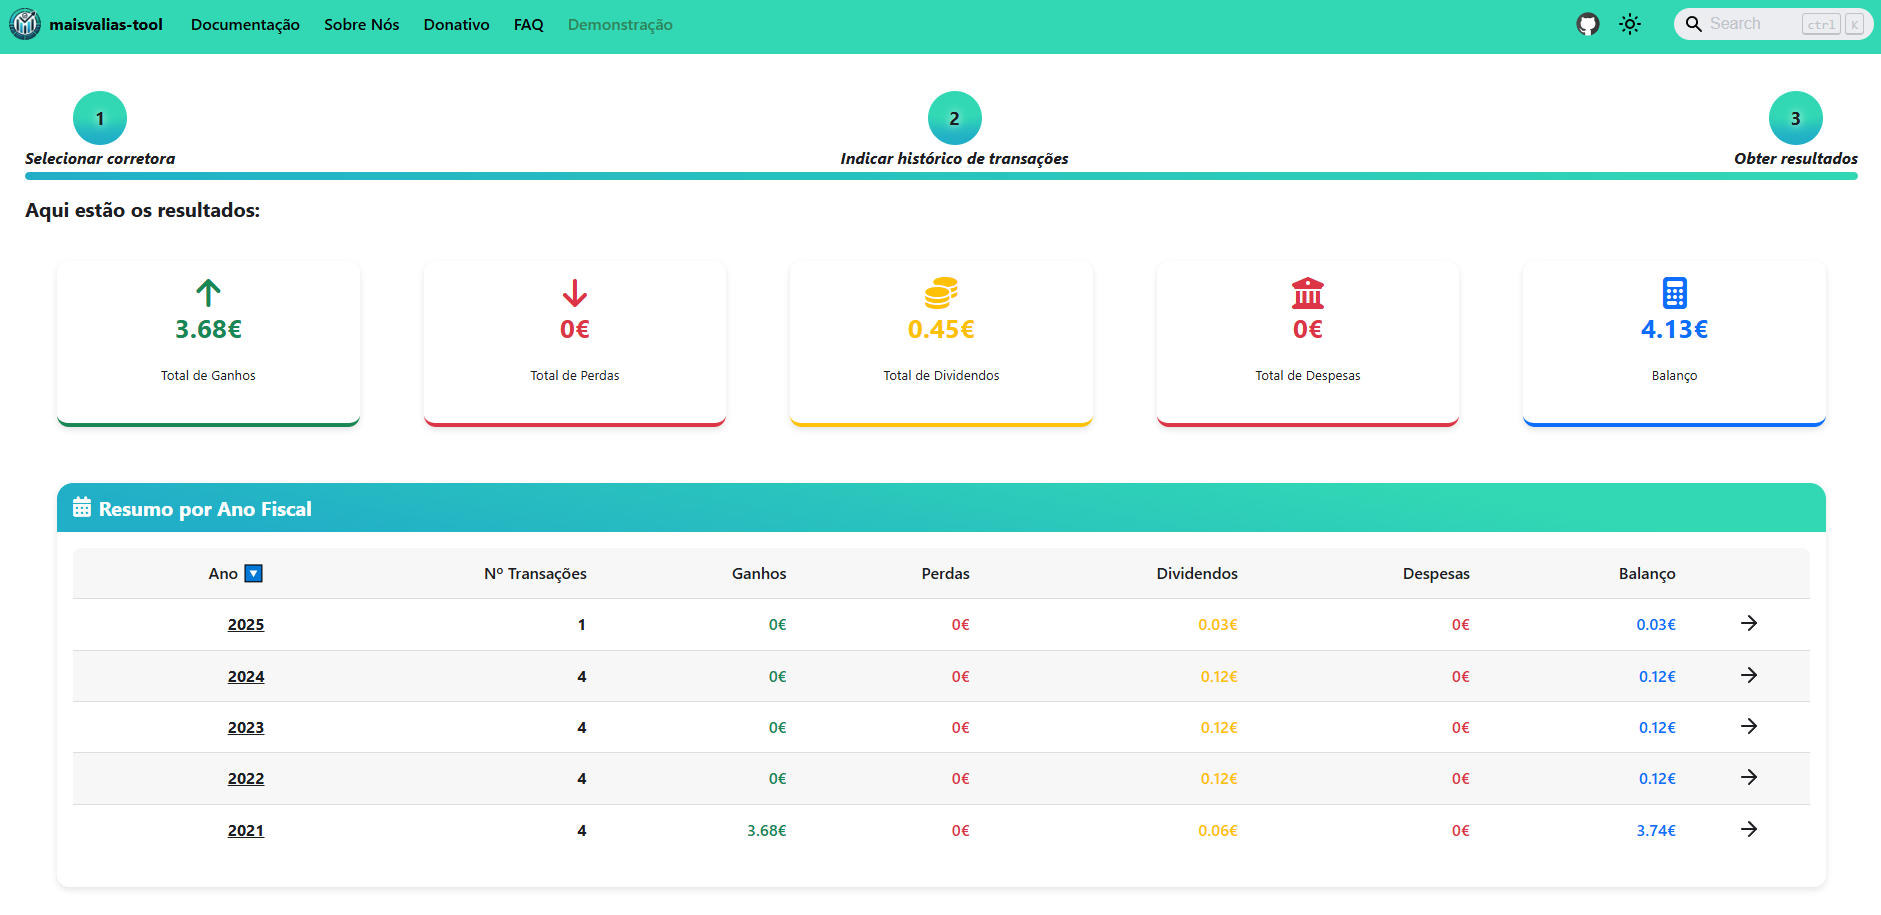 maisvalias-tool Documentação Sobre Nós Donativo FAQ Demonstração Search ctrl K
1 2 3
Selecionar corretora Indicar histórico de transações Obter resultados
Aqui estão os resultados:
3.68€ 0€ 0.45€ 0€ 4.13€
Total de Ganhos Total de Perdas Total de Dividendos Total de Despesas Balanço
Resumo por Ano Fiscal
Ano Nº Transações Ganhos Perdas Dividendos Despesas Balanço
2025 1 0€ 0€ 0.03€ 0€ 0.03€
2024 4 0€ 0€ 0.12€ 0€ 0.12€
2023 4 0€ 0€ 0.12€ 0€ 0.12€
2022 4 0€ 0€ 0.12€ 0€ 0.12€
2021 4 3.68€ 0€ 0.06€ 0€ 3.74€